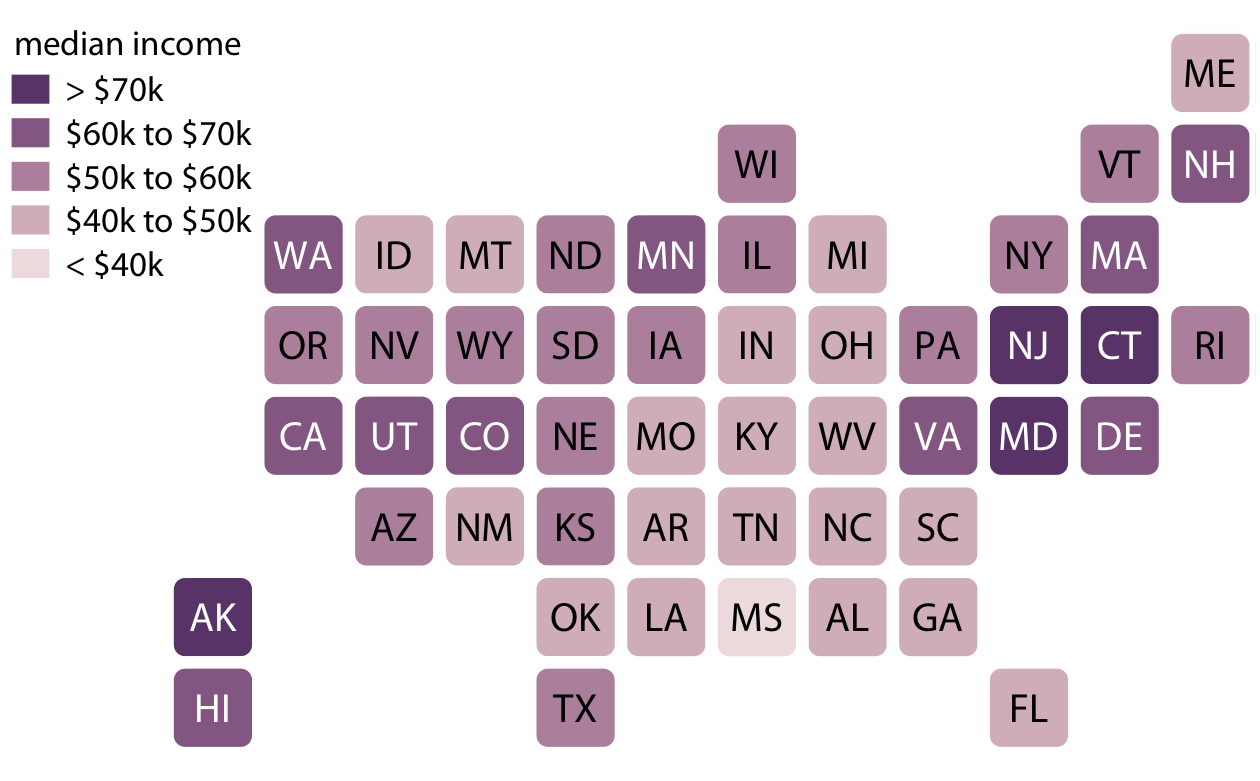 median income
> $70k
$60k to $70k
$50k to $60k
$40k to $50k
< $40k
ME
WI VT NH
WA ID MT ND MN IL MI NY MA
OR NV WY SD IA IN OH PA NJ CT RI
CA UT CO NE MO KY WV VA MD DE
AZ NM KS AR TN NC SC
AK OK LA MS AL GA
HI TX FL